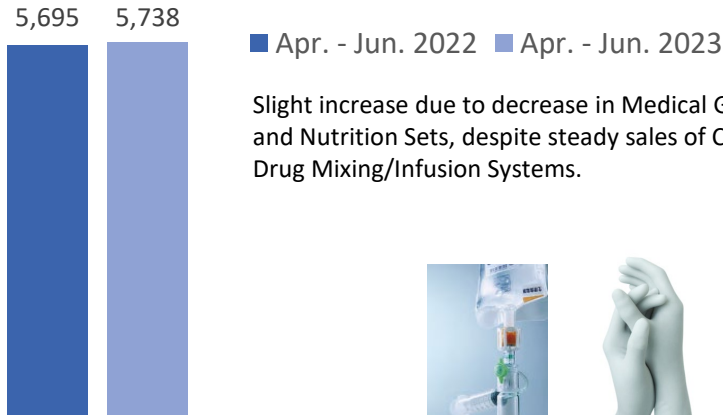 5,695 5,738
Apr. - Jun. 2022 Apr. - Jun. 2023
Slight increase due to decrease in Medical
and Nutrition Sets, despite steady sales of
Drug Mixing/Infusion Systems.